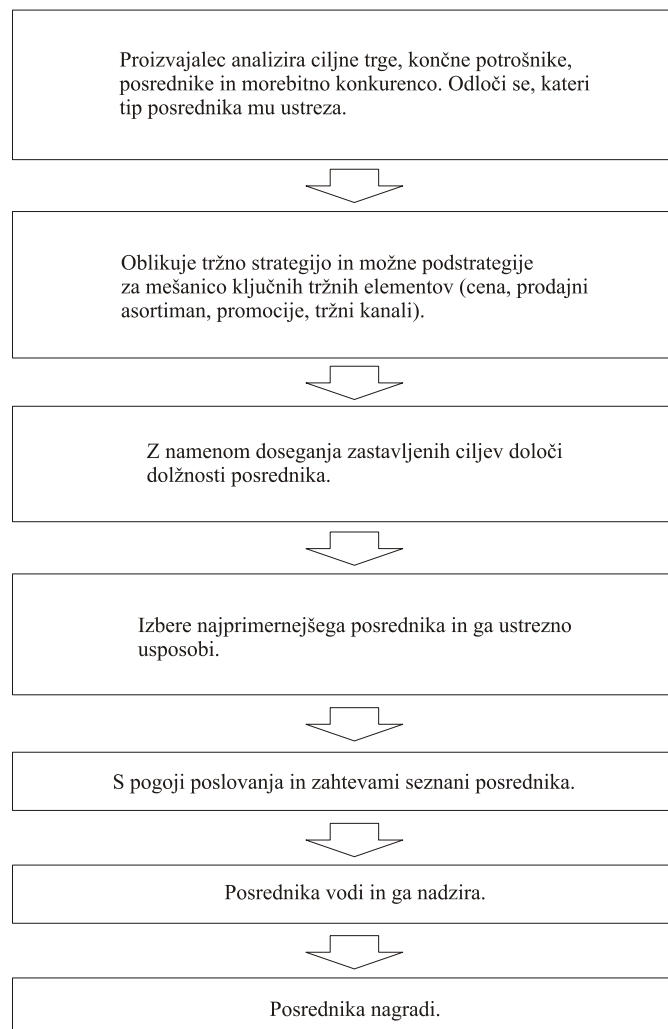 Proizvajalec analizira ciljne trge, končne potrošnike,
posrednike in morebitno konkurenco. Odloči se, kateri
tip posrednika mu ustreza.
Oblikuje tržno strategijo in možne podstrategije
za mešanico ključnih tržnih elementov (cena, prodajni
asortiman, promocije, tržni kanali).
Z namenom doseganja zastavljenih ciljev določi
dolžnosti posrednika.
Izbere najprimernejšega posrednika in ga ustrezno
usposobi.
S pogoji poslovanja in zahtevami seznani posrednika.
Posrednika vodi in ga nadzira.
Posrednika nagradi.